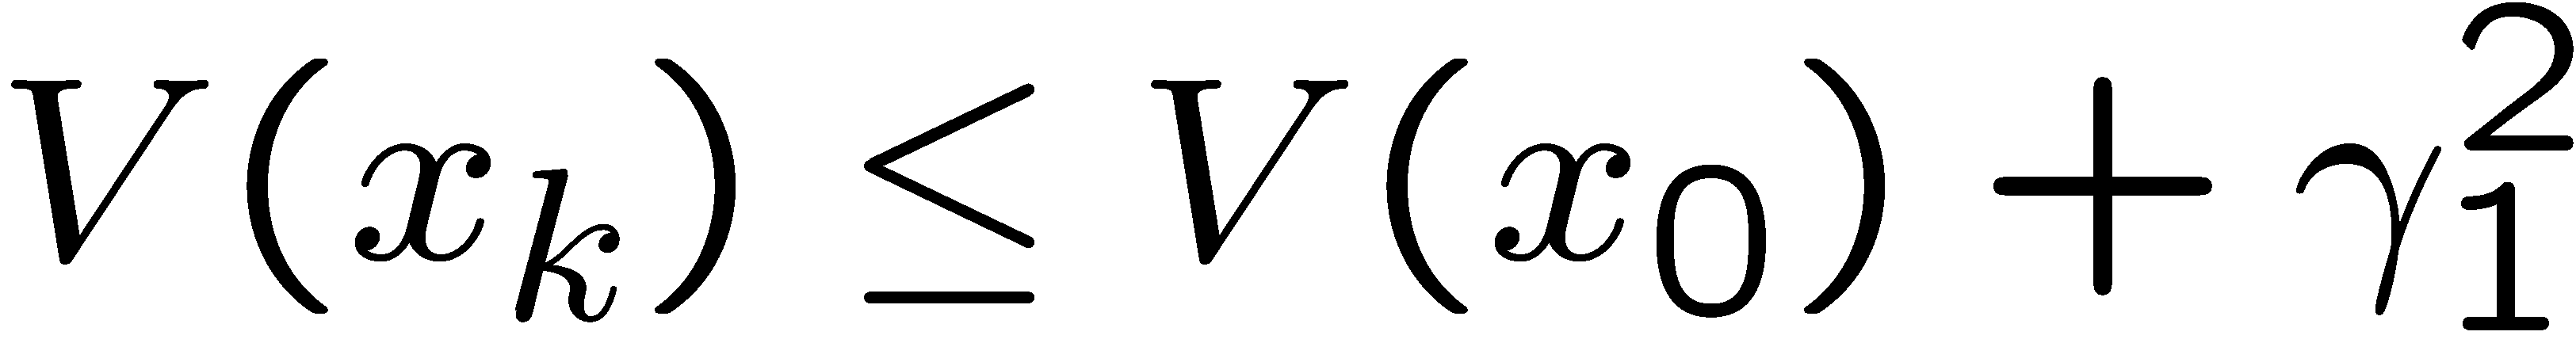 V(x_k) ≤ V(x_0) + γ_1^2